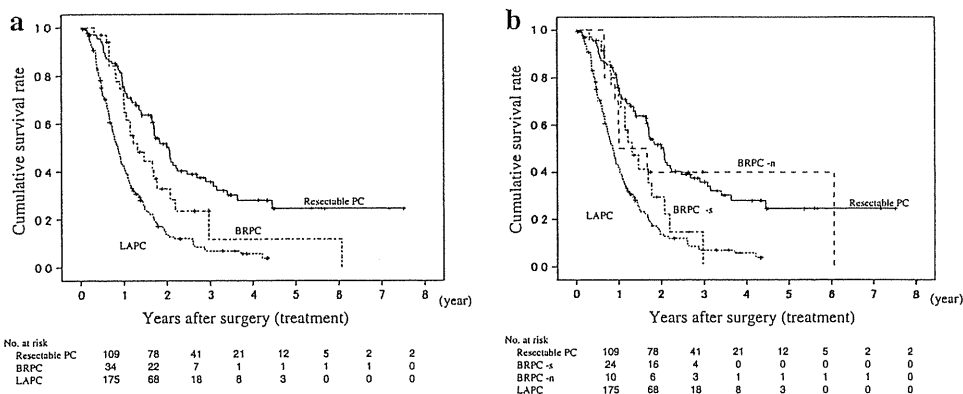 a
Cumulative survival rate
1 0
0 8
0 6
0 4
0 2
0 0
Resectable PC
BRPC
LAPC
0 1 2 3 4 5 6 7 8 (year)
Years after surgery (treatment)
No. at risk
Resectable PC 109 78 41 21 12 5 2 2
BRPC 34 22 7 1 1 1 1 0
LAPC 175 68 18 8 3 0 0 0
b
Cumulative survival rate
1 0
0 8
0 6
0 4
0 2
0 0
BRPC -n
Resectable PC
BRPC -s
LAPC
0 1 2 3 4 5 6 7 8 (year)
Years after surgery (treatment)
No. at risk
Resectable PC 109 78 41 21 12 5 2 2
BRPC -s 24 16 4 0 0 0 0 0
BRPC -n 10 6 3 1 1 1 1 0
LAPC 175 68 18 8 3 0 0 0